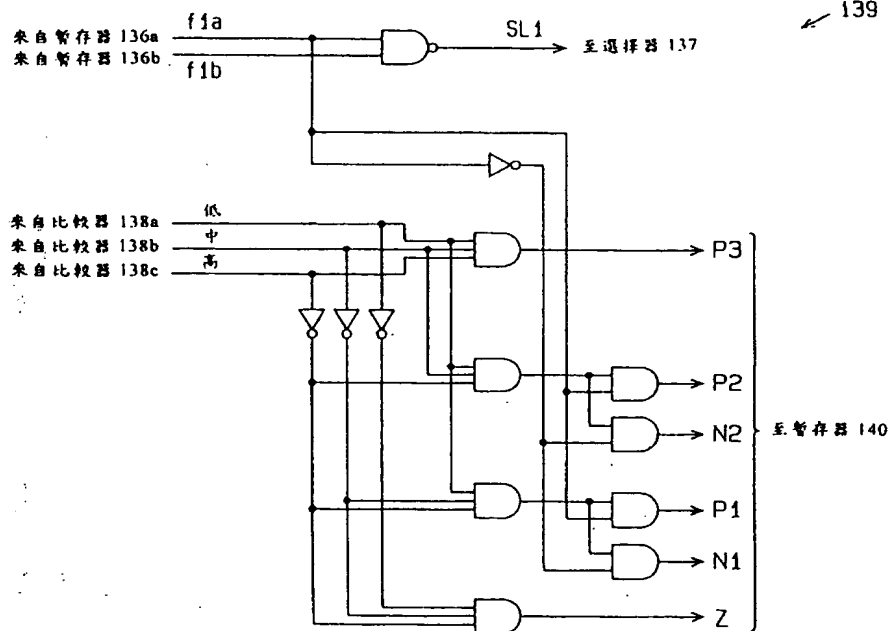 139
f1a
來自暫存器 136a
來自暫存器 136b
f1b
SL1
至選擇器 137
來自比較器 138a
低
來自比較器 138b
中
來自比較器 138c
高
P3
P2
N2
至暫存器 140
P1
N1
Z